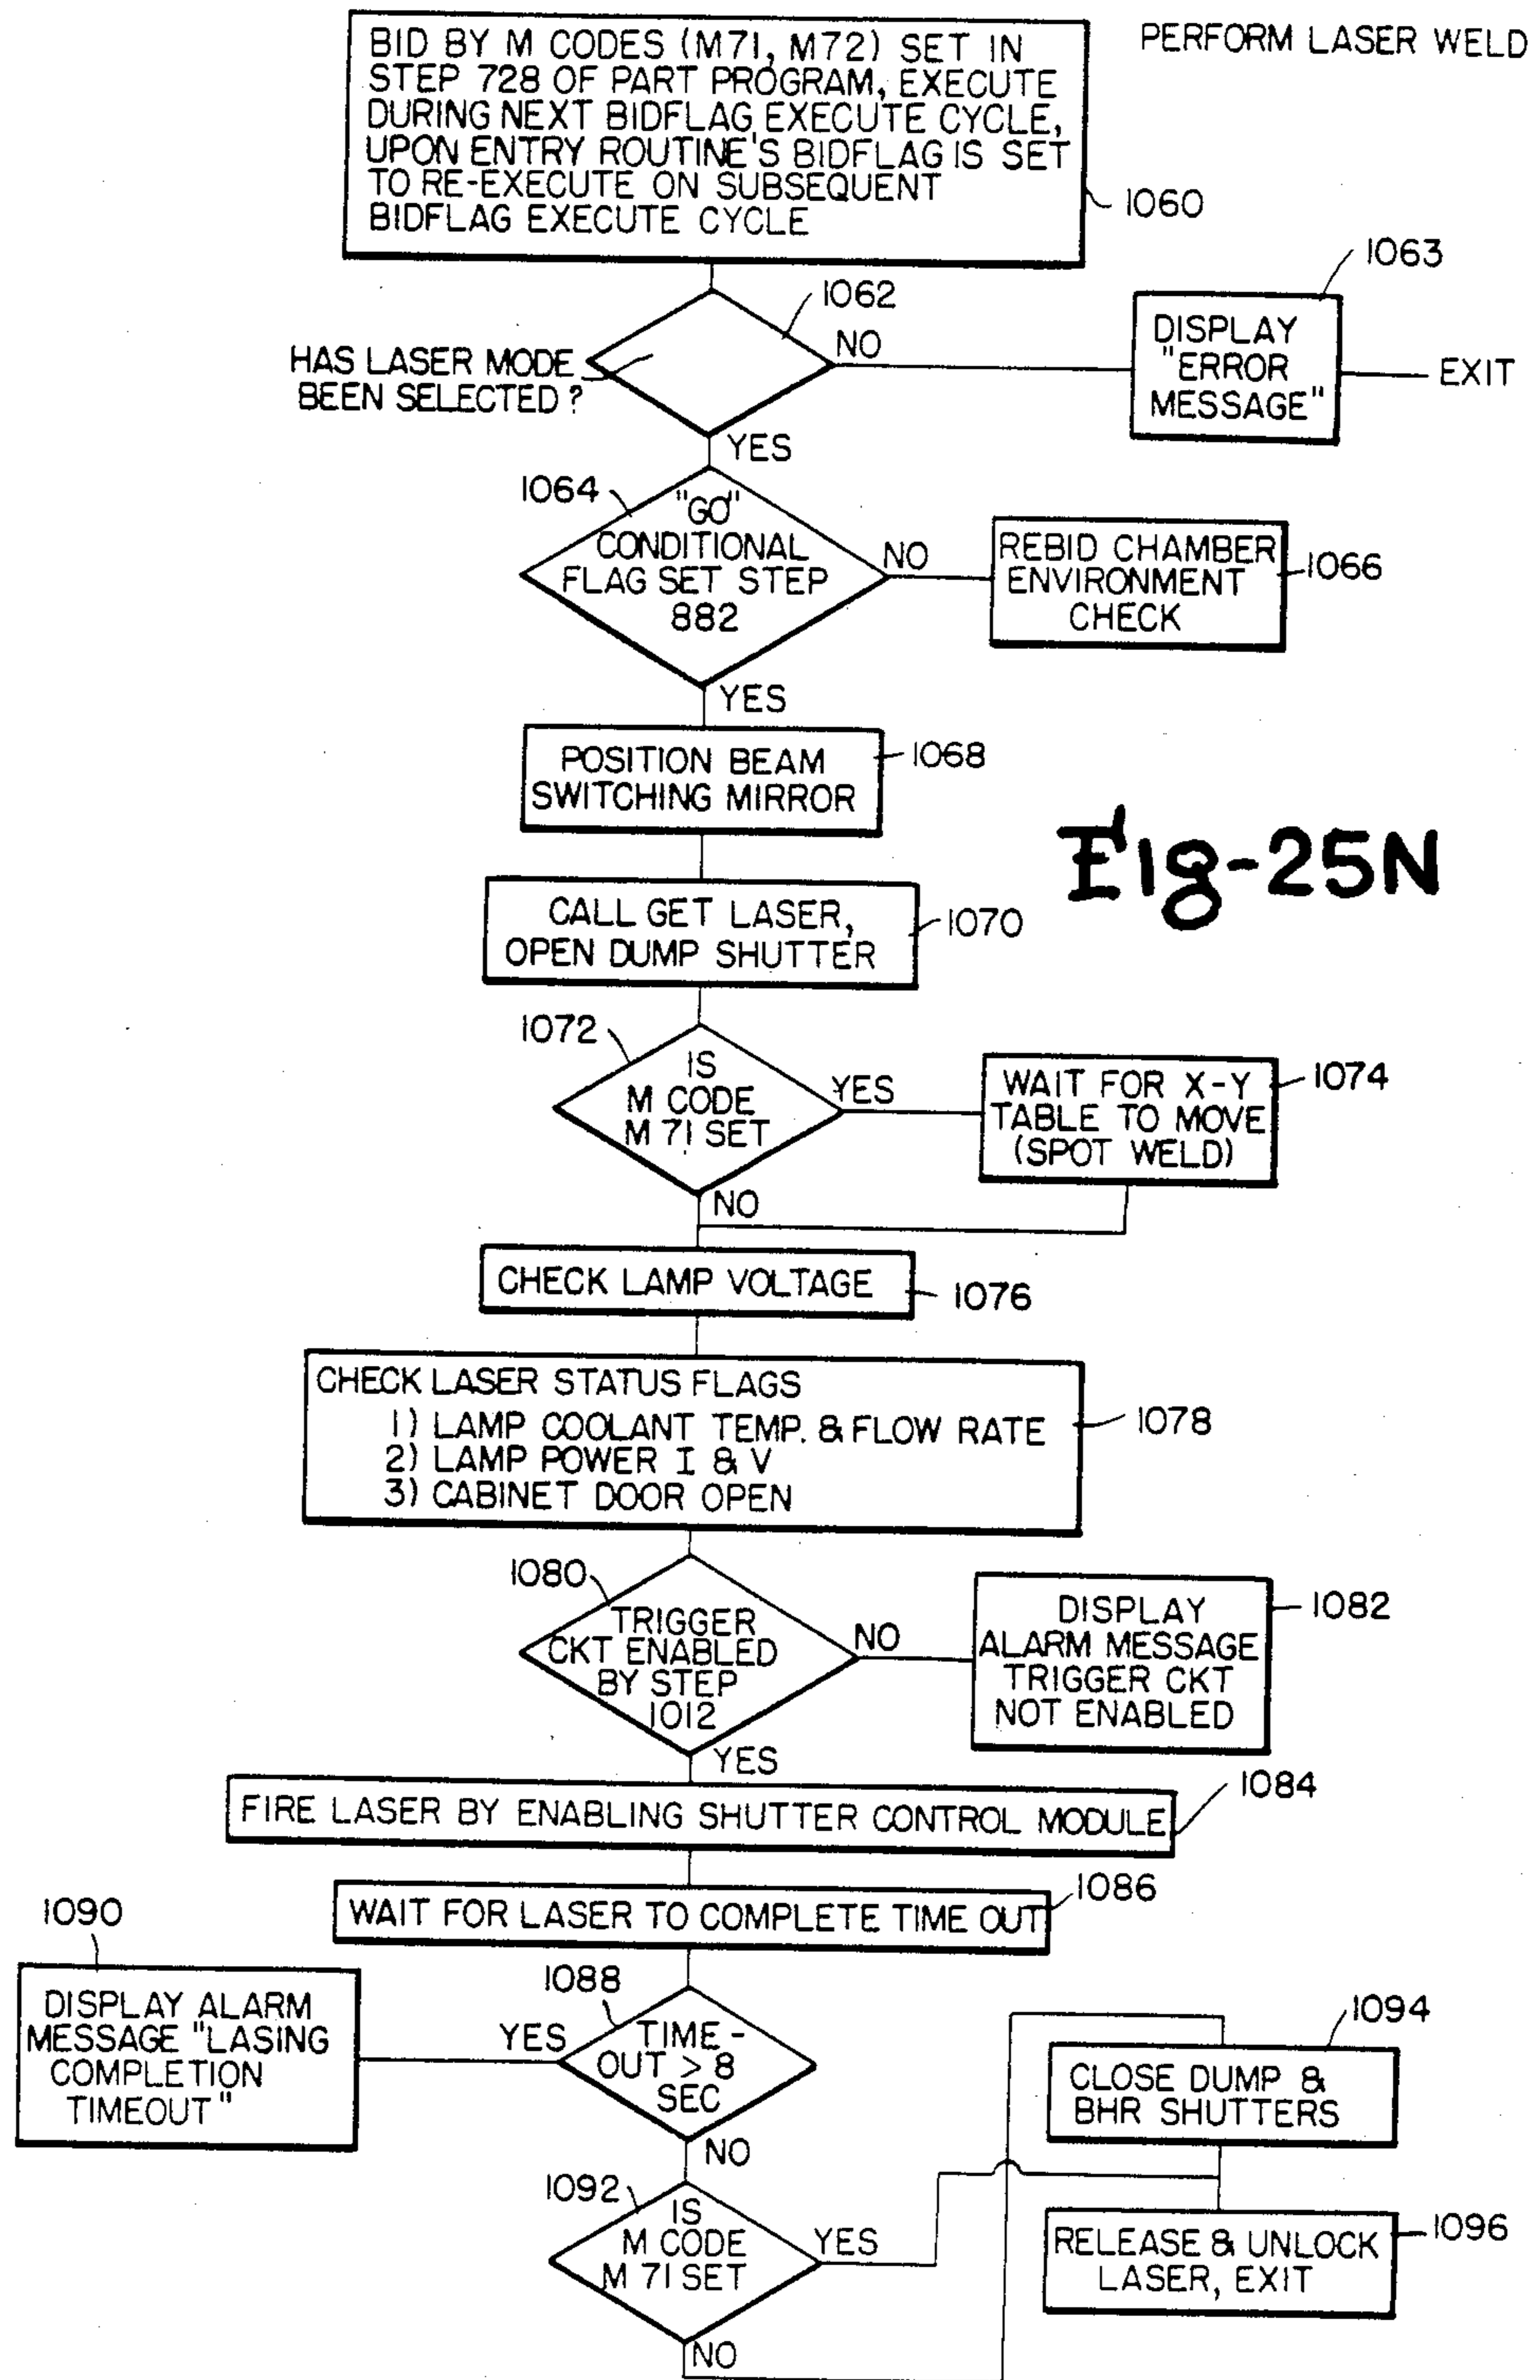 PERFORM LASER WELD
BID BY M CODES (M71, M72) SET IN
STEP 728 OF PART PROGRAM, EXECUTE
DURING NEXT BIDFLAG EXECUTE CYCLE,
UPON ENTRY ROUTINE'S BIDFLAG IS SET
TO RE-EXECUTE ON SUBSEQUENT
BIDFLAG EXECUTE CYCLE
1060
1062
HAS LASER MODE
BEEN SELECTED?
NO
1063
DISPLAY
"ERROR
MESSAGE"
EXIT
YES
1064
"GO"
CONDITIONAL
FLAG SET STEP
882
NO
REBID CHAMBER
ENVIRONMENT
CHECK
1066
YES
POSITION BEAM
SWITCHING MIRROR
1068
Fig-25N
CALL GET LASER,
OPEN DUMP SHUTTER
1070
1072
IS
M CODE
M 71 SET
YES
WAIT FOR X-Y
TABLE TO MOVE
(SPOT WELD)
1074
NO
CHECK LAMP VOLTAGE
1076
CHECK LASER STATUS FLAGS
1) LAMP COOLANT TEMP. & FLOW RATE
2) LAMP POWER I & V
3) CABINET DOOR OPEN
1078
1080
TRIGGER
CKT ENABLED
BY STEP
1012
NO
DISPLAY
ALARM MESSAGE
TRIGGER CKT
NOT ENABLED
1082
YES
FIRE LASER BY ENABLING SHUTTER CONTROL MODULE
1084
WAIT FOR LASER TO COMPLETE TIME OUT
1086
1088
TIME-
OUT > 8
SEC
YES
1090
DISPLAY ALARM
MESSAGE "LASING
COMPLETION
TIMEOUT"
NO
1092
IS
M CODE
M 71 SET
YES
NO
1094
CLOSE DUMP &
BHR SHUTTERS
RELEASE & UNLOCK
LASER, EXIT
1096